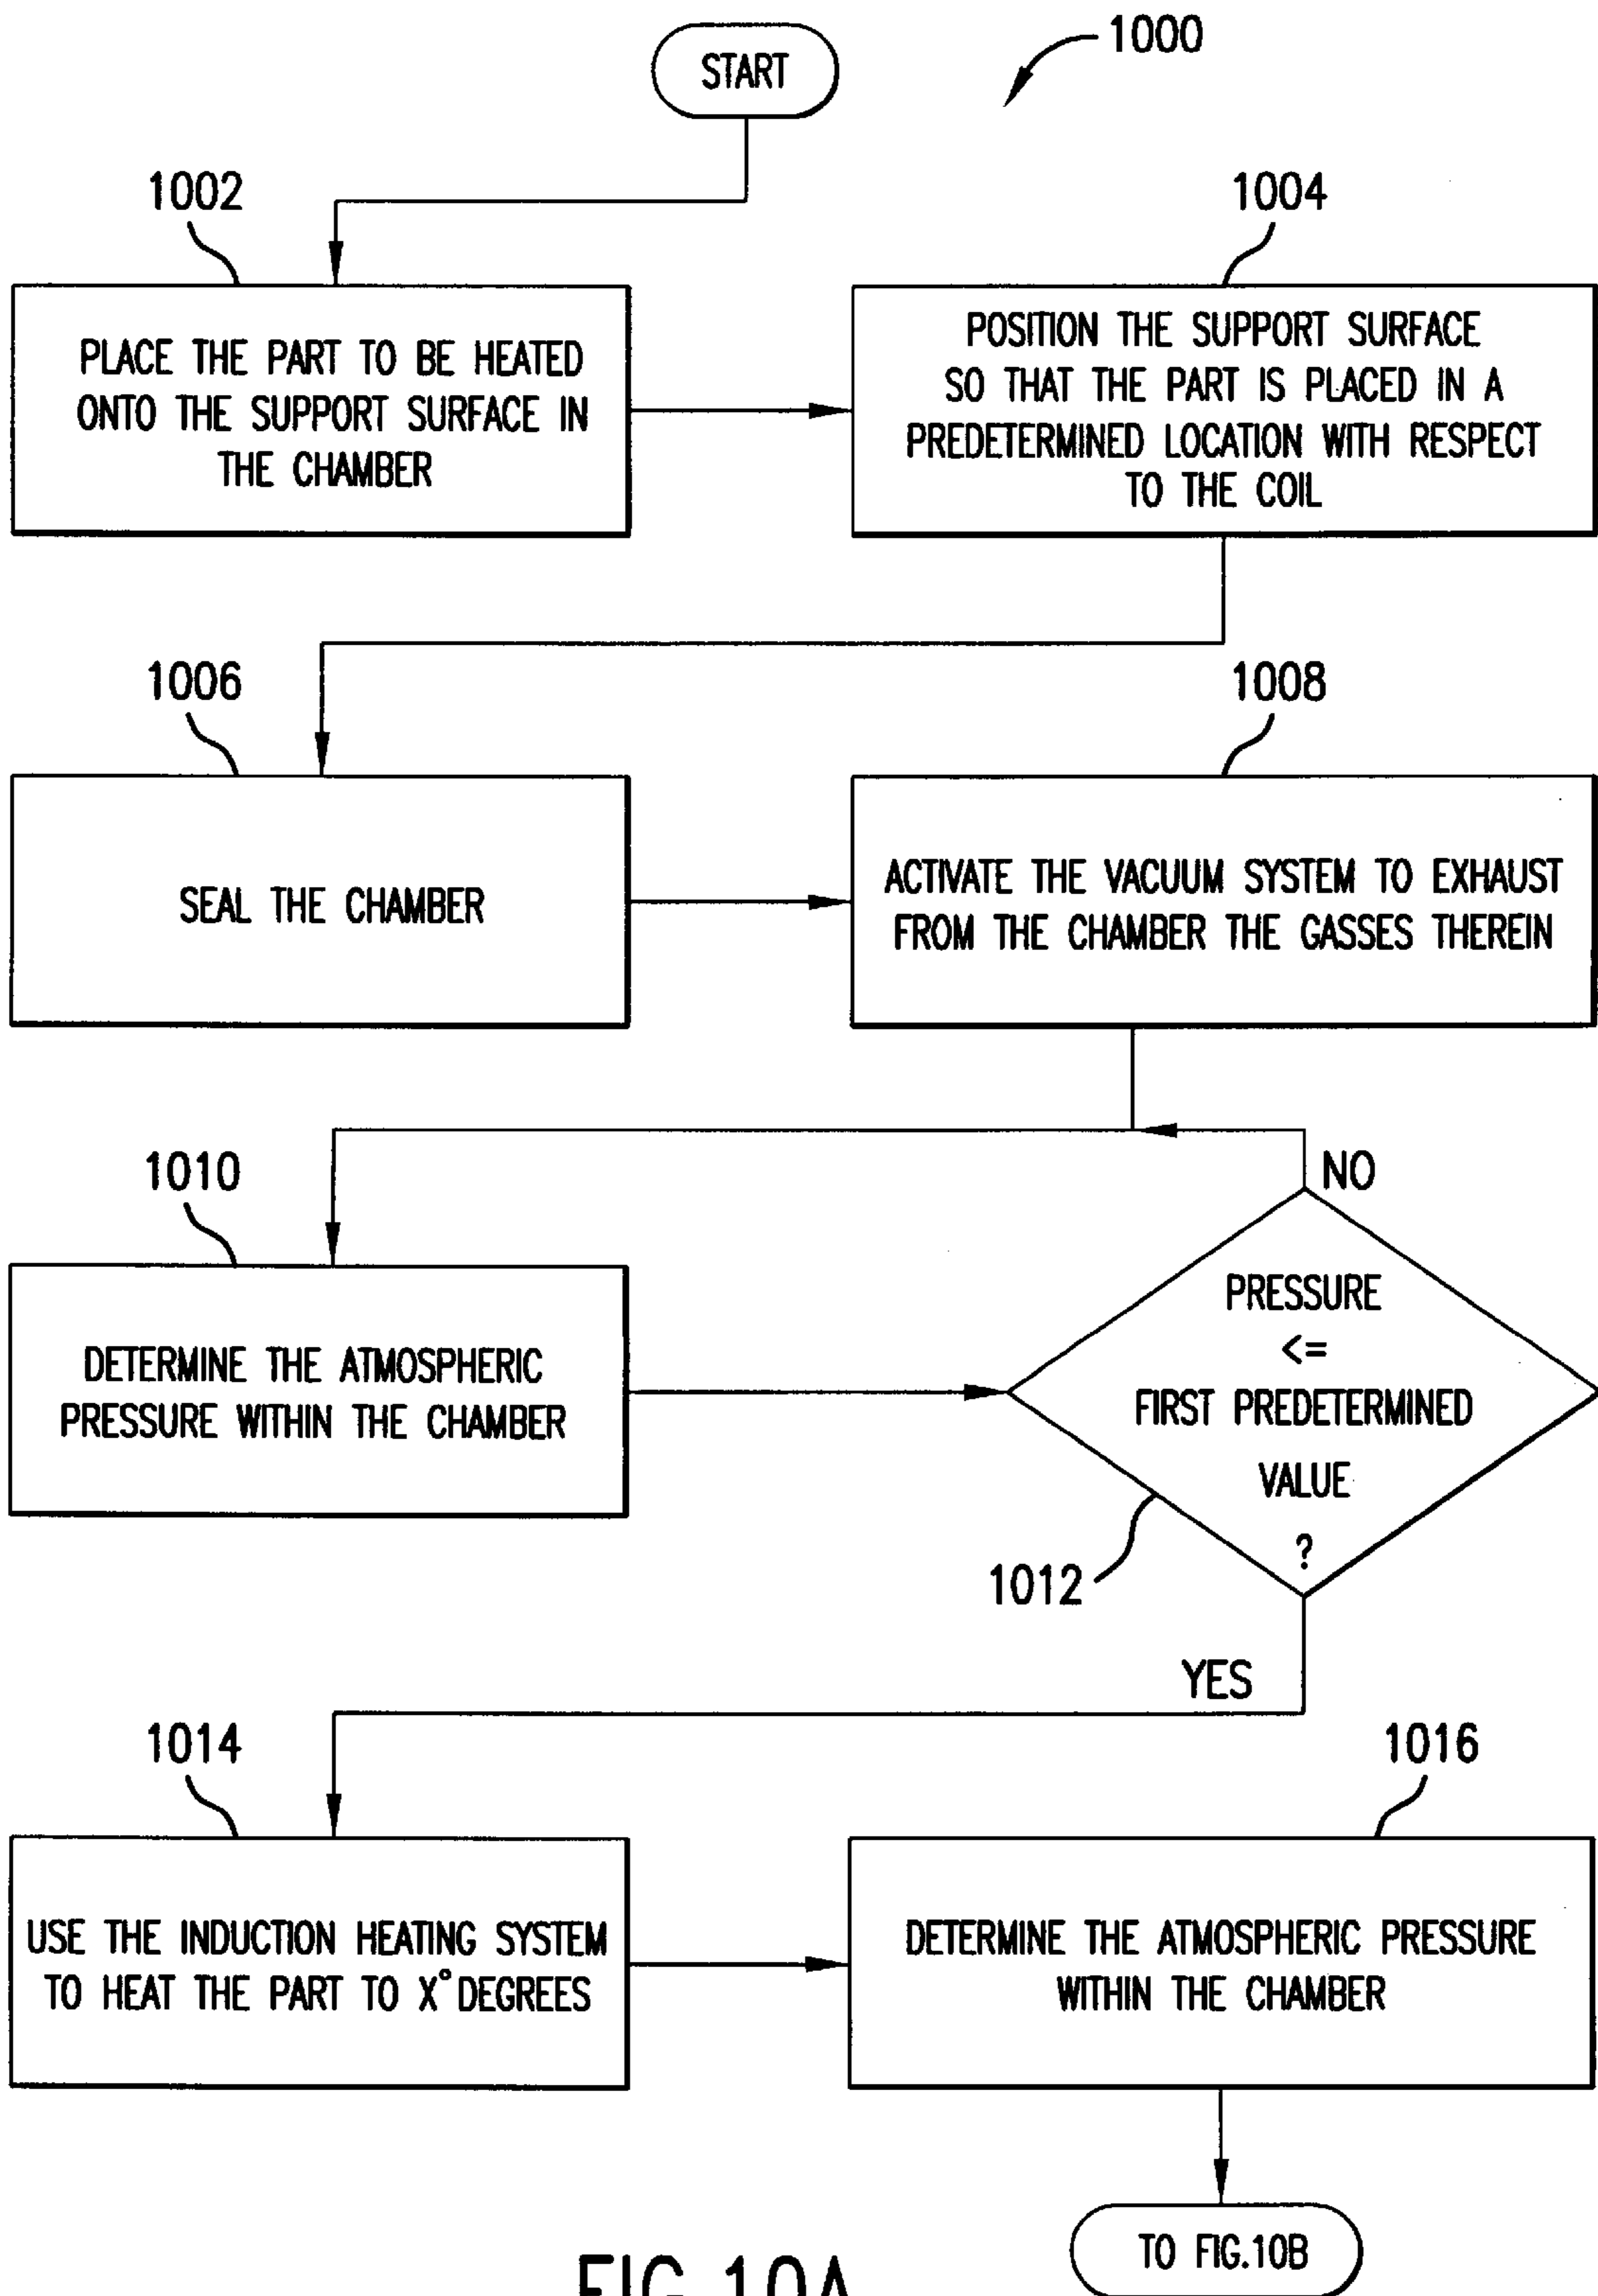 START
1000
1002
PLACE THE PART TO BE HEATED
ONTO THE SUPPORT SURFACE IN
THE CHAMBER
1004
POSITION THE SUPPORT SURFACE
SO THAT THE PART IS PLACED IN A
PREDETERMINED LOCATION WITH RESPECT
TO THE COIL
1006
SEAL THE CHAMBER
1008
ACTIVATE THE VACUUM SYSTEM TO EXHAUST
FROM THE CHAMBER THE GASSES THEREIN
1010
DETERMINE THE ATMOSPHERIC
PRESSURE WITHIN THE CHAMBER
NO
PRESSURE
<=
FIRST PREDETERMINED
VALUE
?
1012
YES
1014
USE THE INDUCTION HEATING SYSTEM
TO HEAT THE PART TO X° DEGREES
1016
DETERMINE THE ATMOSPHERIC PRESSURE
WITHIN THE CHAMBER
TO FIG.10B
FIG.10A